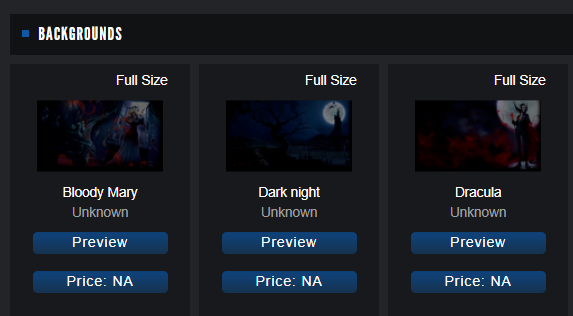 BACKGROUNDS
Full Size
Bloody Mary
Unknown
Preview
Price: NA
Full Size
Dark night
Unknown
Preview
Price: NA
Full Size
Dracula
Unknown
Preview
Price: NA